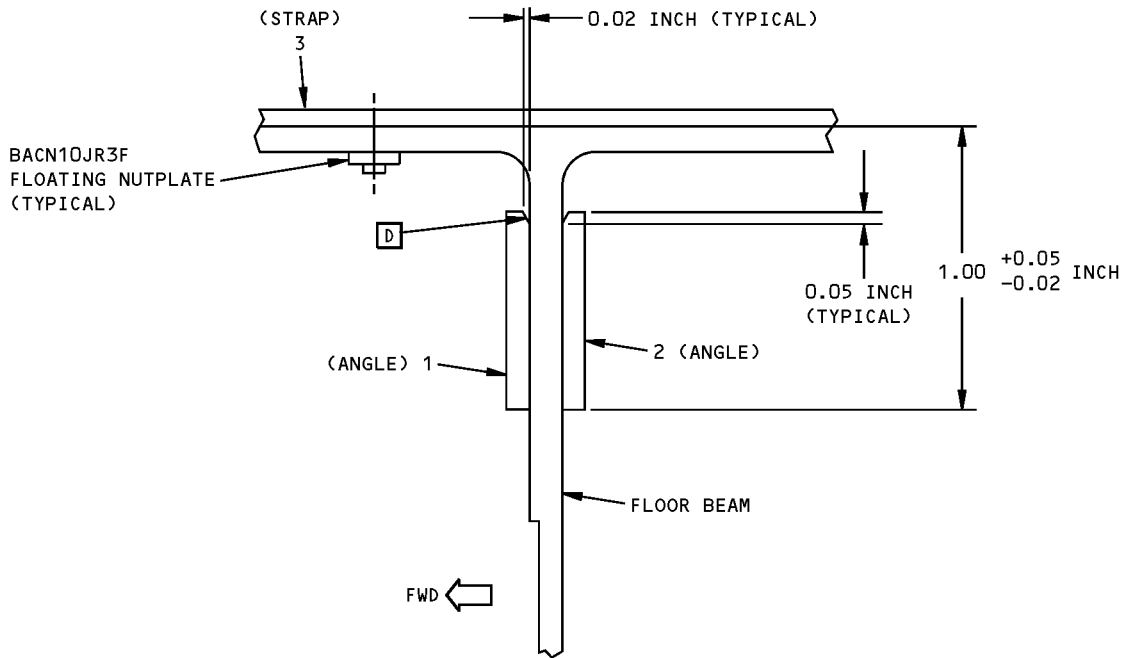 (STRAP)
3
0.02 INCH (TYPICAL)
BACN10JR3F
FLOATING NUTPLATE
(TYPICAL)
D
1.00 +0.05 -0.02 INCH
0.05 INCH
(TYPICAL)
(ANGLE) 1
2 (ANGLE)
FLOOR BEAM
FWD